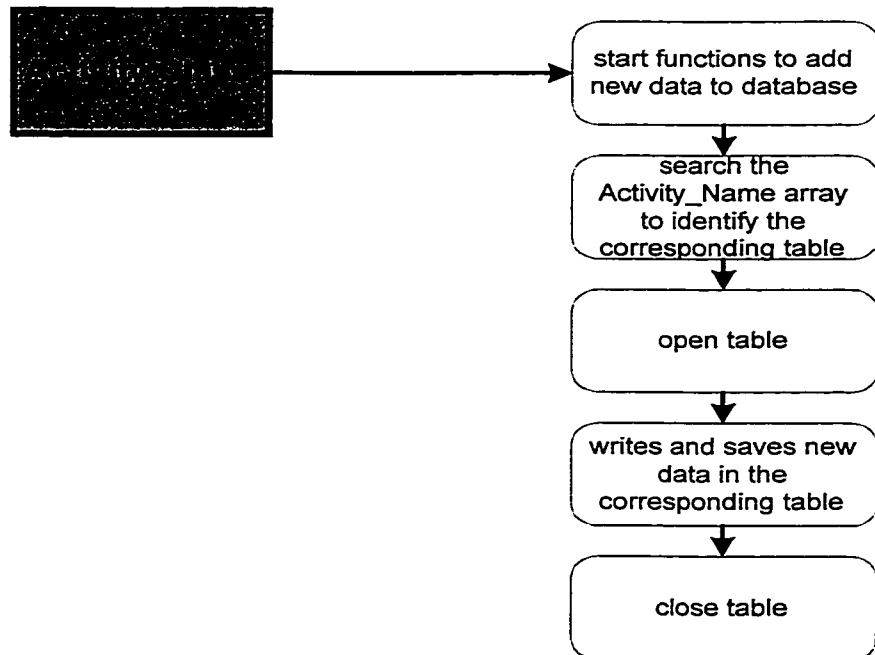 start functions to add
new data to database
search the
Activity_Name array
to identify the
corresponding table
open table
writes and saves new
data in the
corresponding table
close table